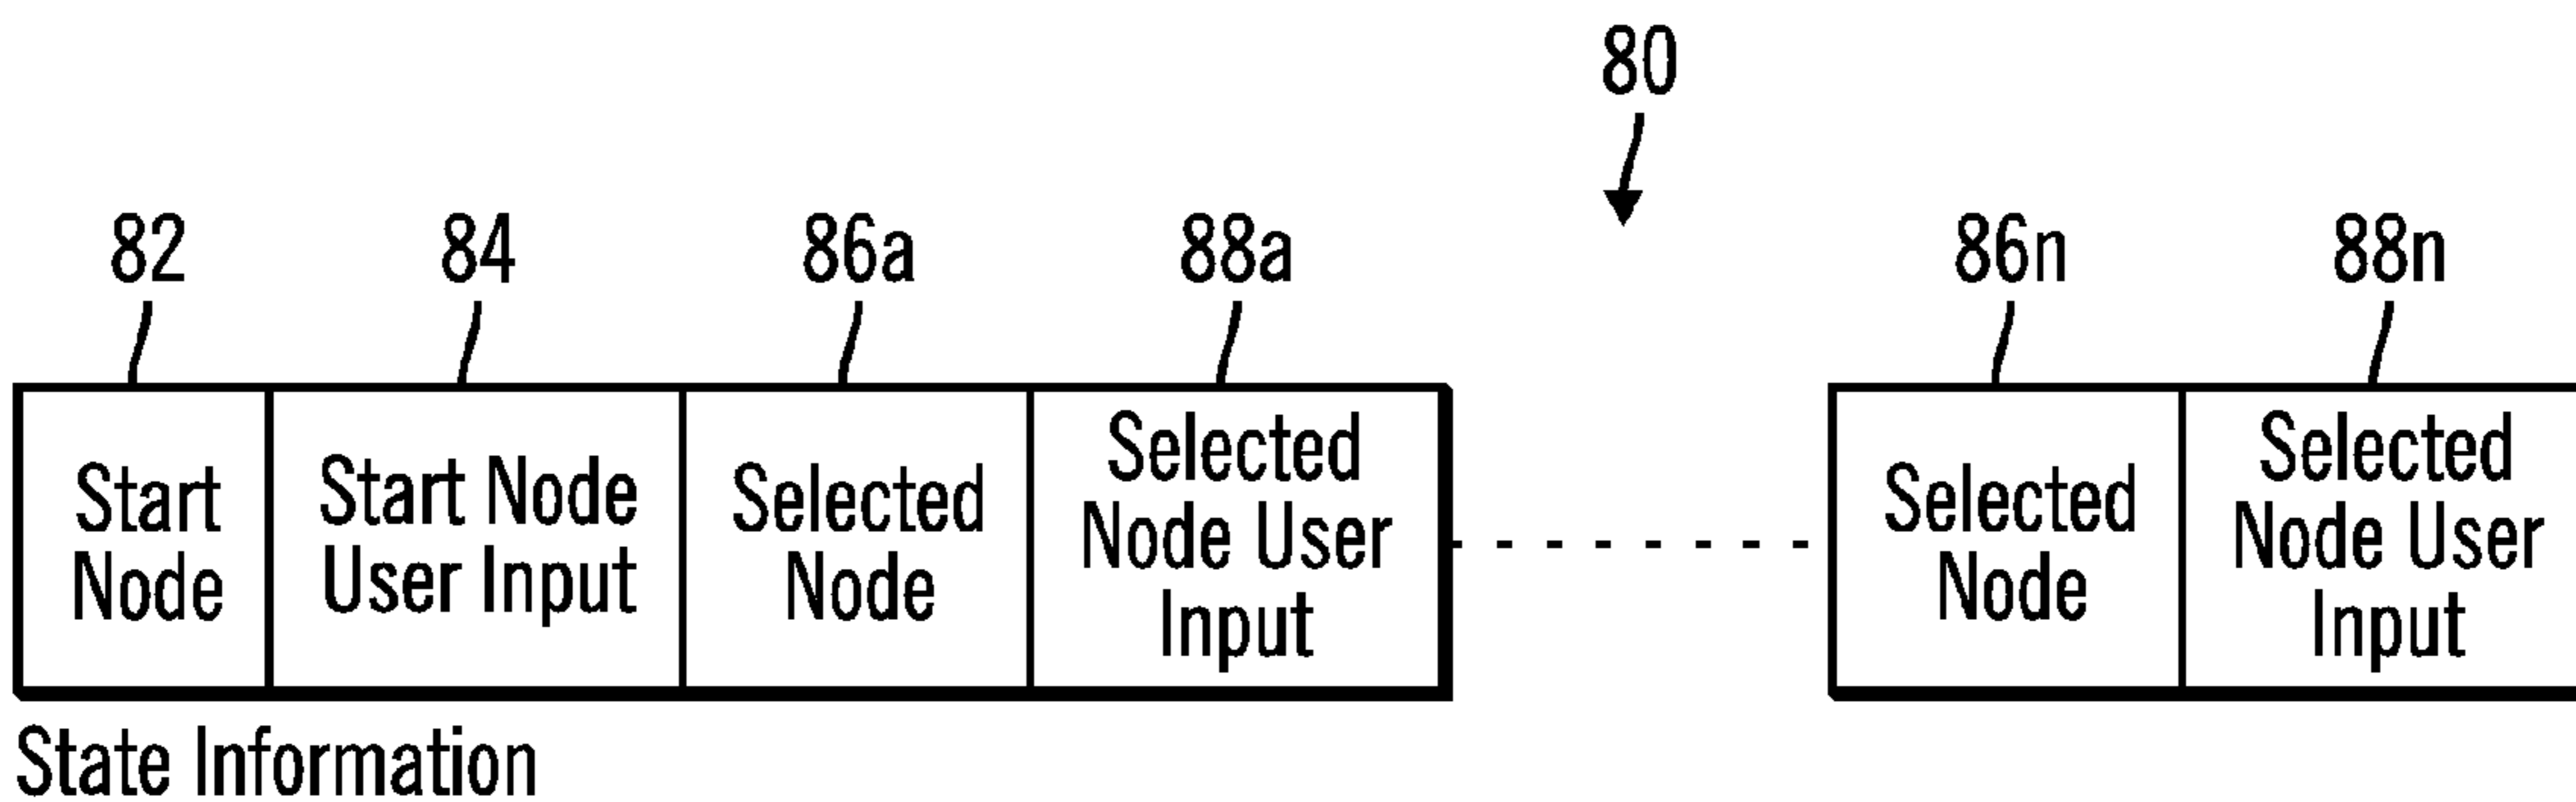 80
82
84
86a
88a
86n
88n
Start
Node
Start Node
User Input
Selected
Node
Selected
Node User
Input
Selected
Node
Selected
Node User
Input
State Information